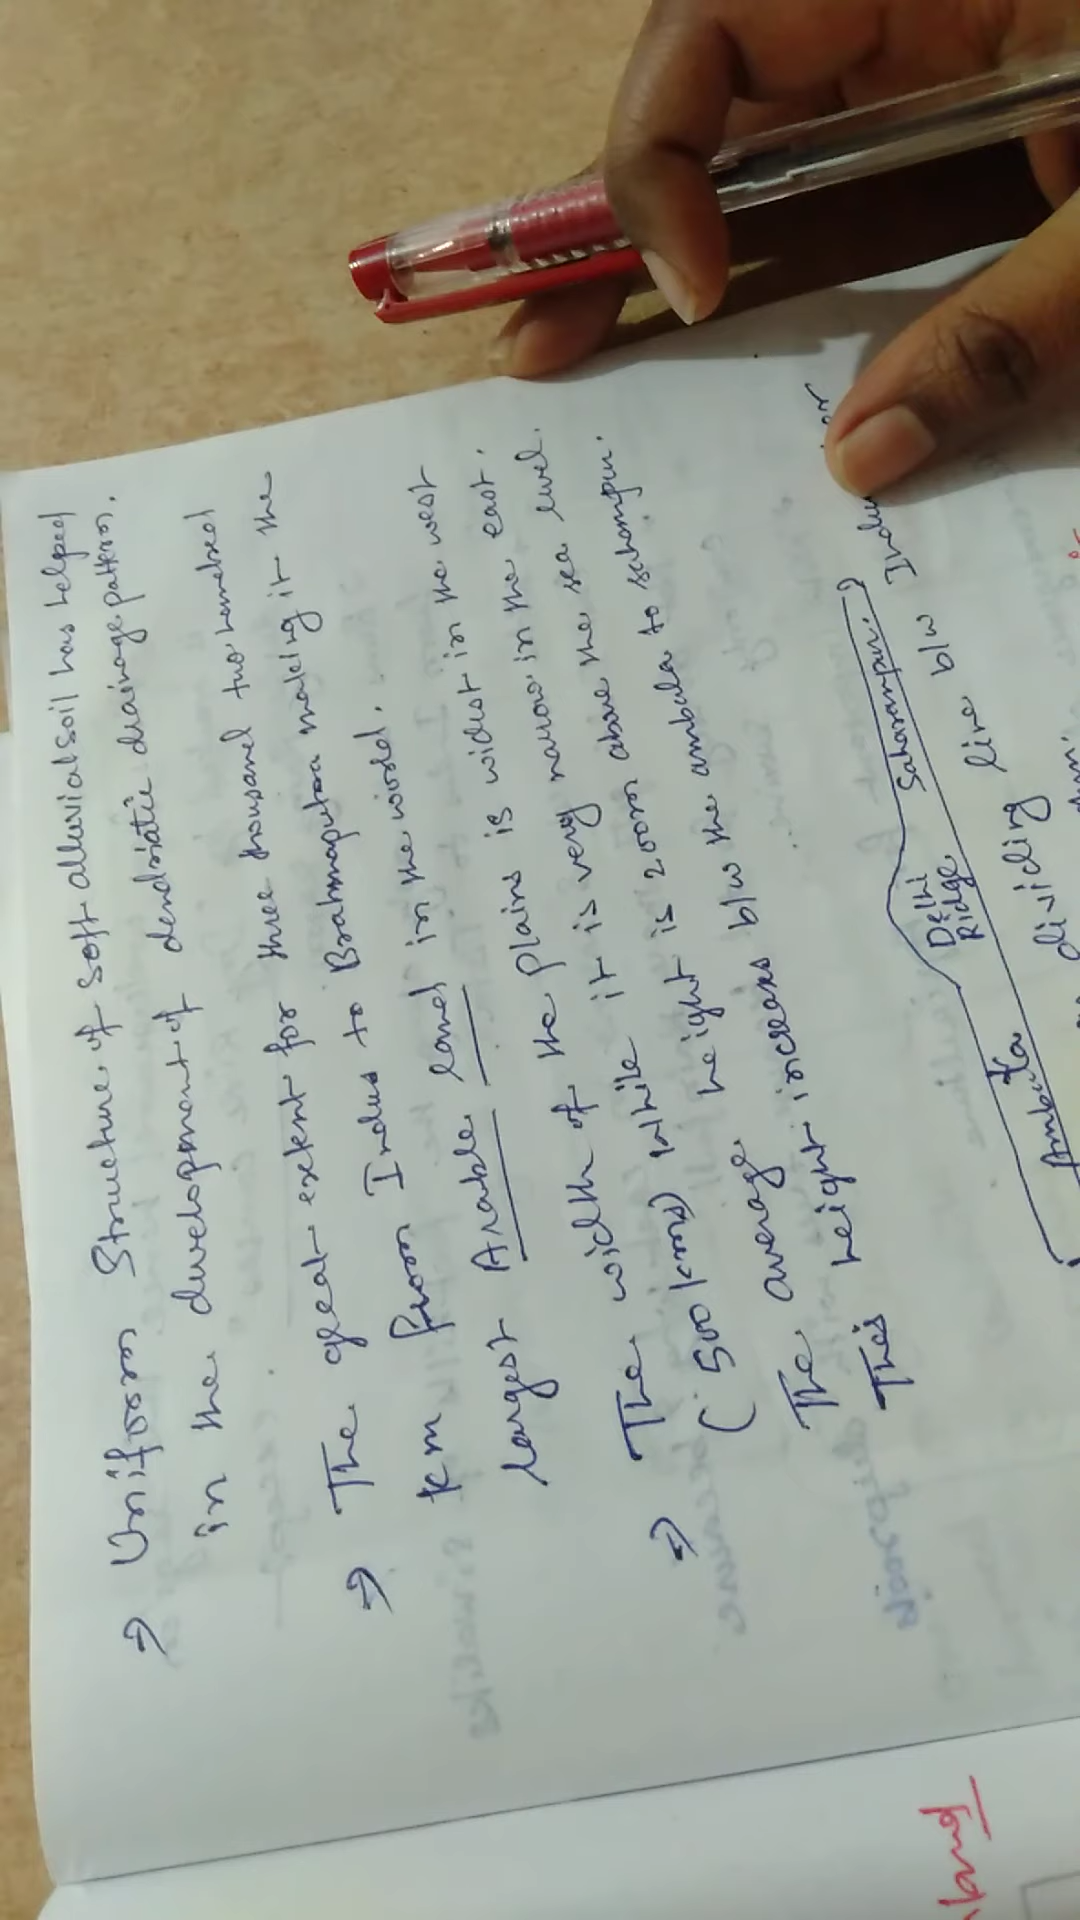 ⇒ Uniform Structure of soft alluvial soil has helped
in the development of dendriatic drainage pattern.
⇒ The great extent for three thousand two hundred
km from Indus to Brahmaputra making it the
largest Arable land in the world.
⇒ The width of the plains is widest in the west
(500 kms) while it is very narrow in the east.
The average height is 200m above the sea level.
This height increases b/w the ambala to saharnpur.
Ambala Delhi Ridge Saharanpur.
dividing line b/w